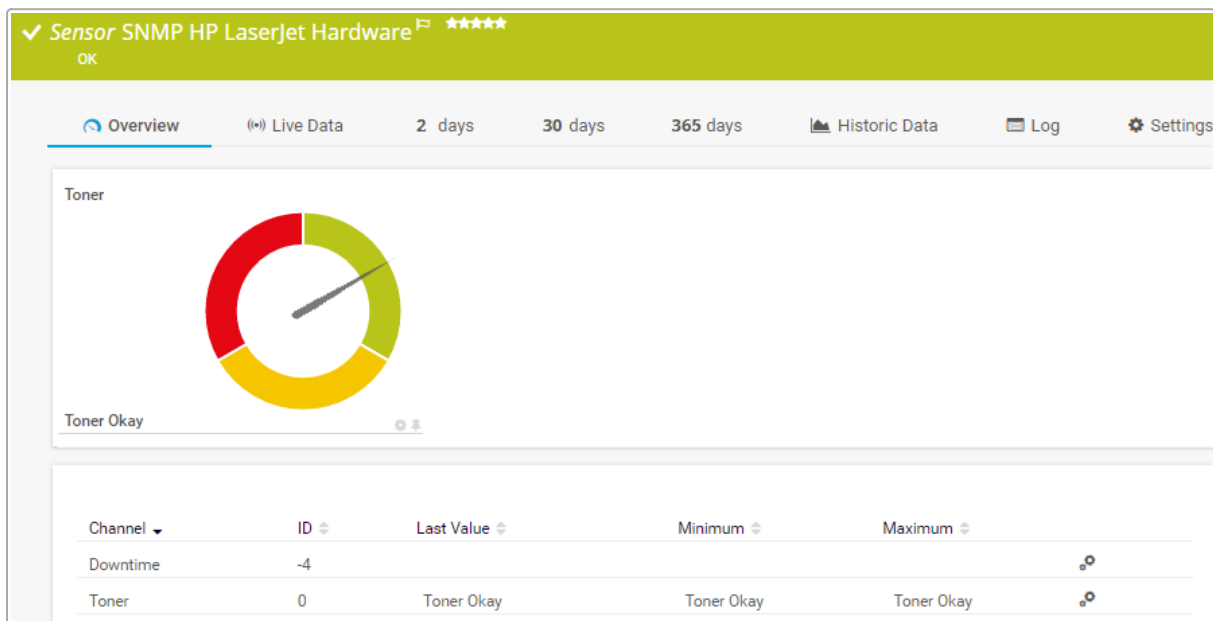 Sensor SNMP HP LaserJet Hardware
OK
Overview Live Data 2 days 30 days 365 days Historic Data Log Settings
Toner
Toner Okay
Channel ID Last Value Minimum Maximum
Downtime -4
Toner 0 Toner Okay Toner Okay Toner Okay